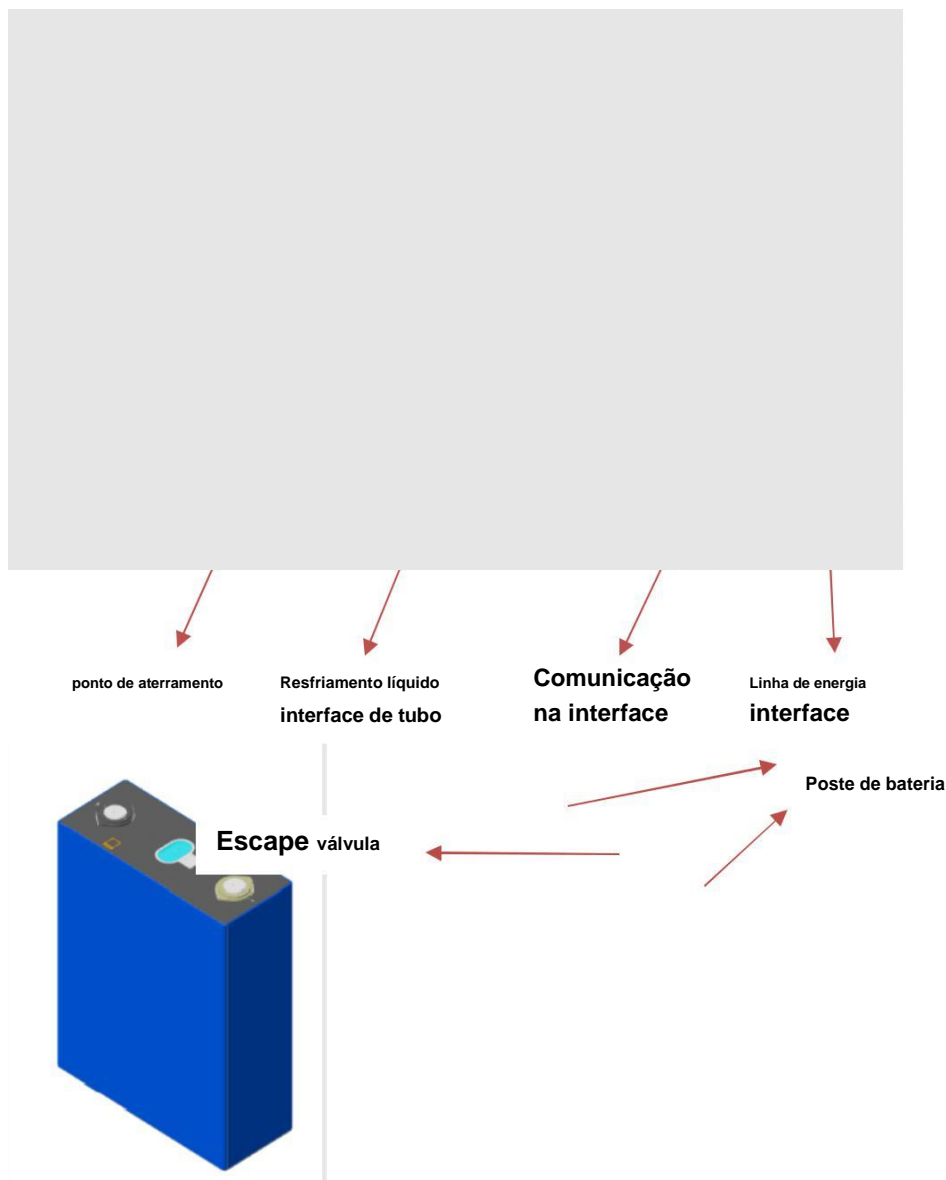 ponto de aterramento
Resfriamento líquido
interface de tubo
Comunicação
na interface
Linha de energia
interface
Poste de bateria
Escape válvula